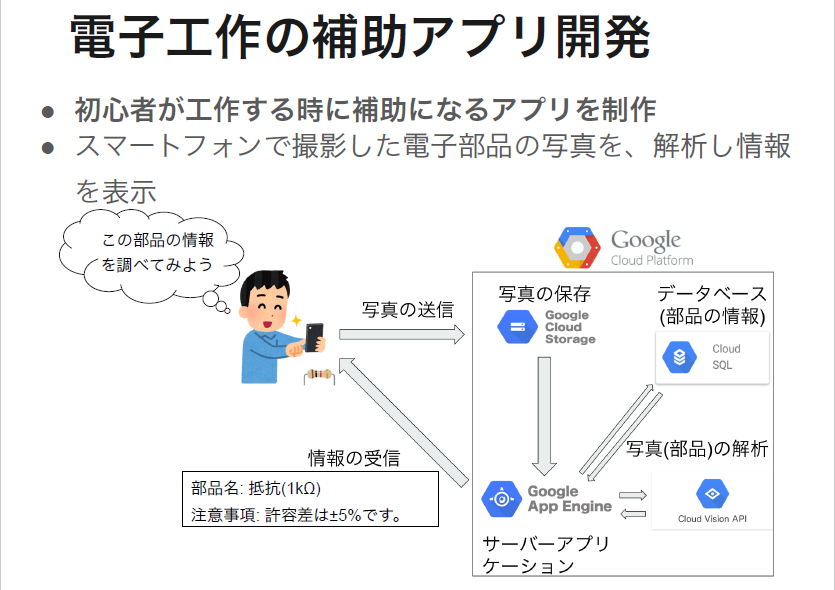 電子工作の補助アプリ開発
● 初心者が工作する時に補助になるアプリを制作
● スマートフォンで撮影した電子部品の写真を、解析し情報
を表示
この部品の情報
を調べてみよう
Google
Cloud Platform
写真の送信
写真の保存
Google
Cloud
Storage
データベース
(部品の情報)
Cloud
SQL
情報の受信
部品名: 抵抗(1kΩ)
注意事項: 許容差は±5%です。
写真(部品)の解析
Google
App Engine
Cloud Vision API
サーバーアプリ
ケーション